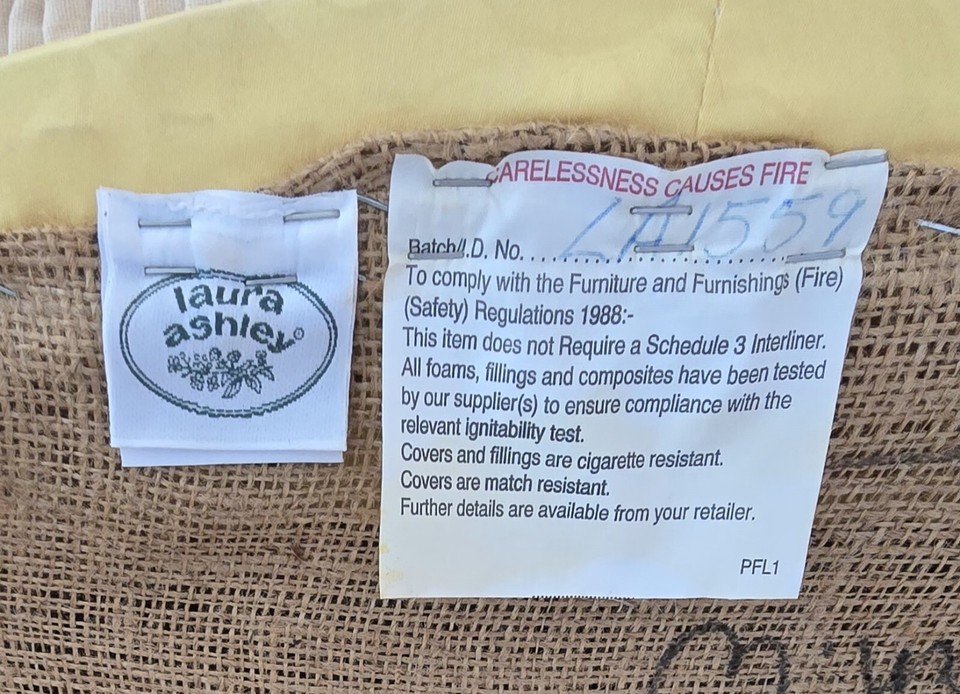 laura
ashley
CARELESSNESS CAUSES FIRE
Batch/I.D. No. LA1559
To comply with the Furniture and Furnishings (Fire)
(Safety) Regulations 1988:-
This item does not Require a Schedule 3 Interliner.
All foams, fillings and composites have been tested
by our supplier(s) to ensure compliance with the
relevant ignitability test.
Covers and fillings are cigarette resistant.
Covers are match resistant.
Further details are available from your retailer.
PFL1